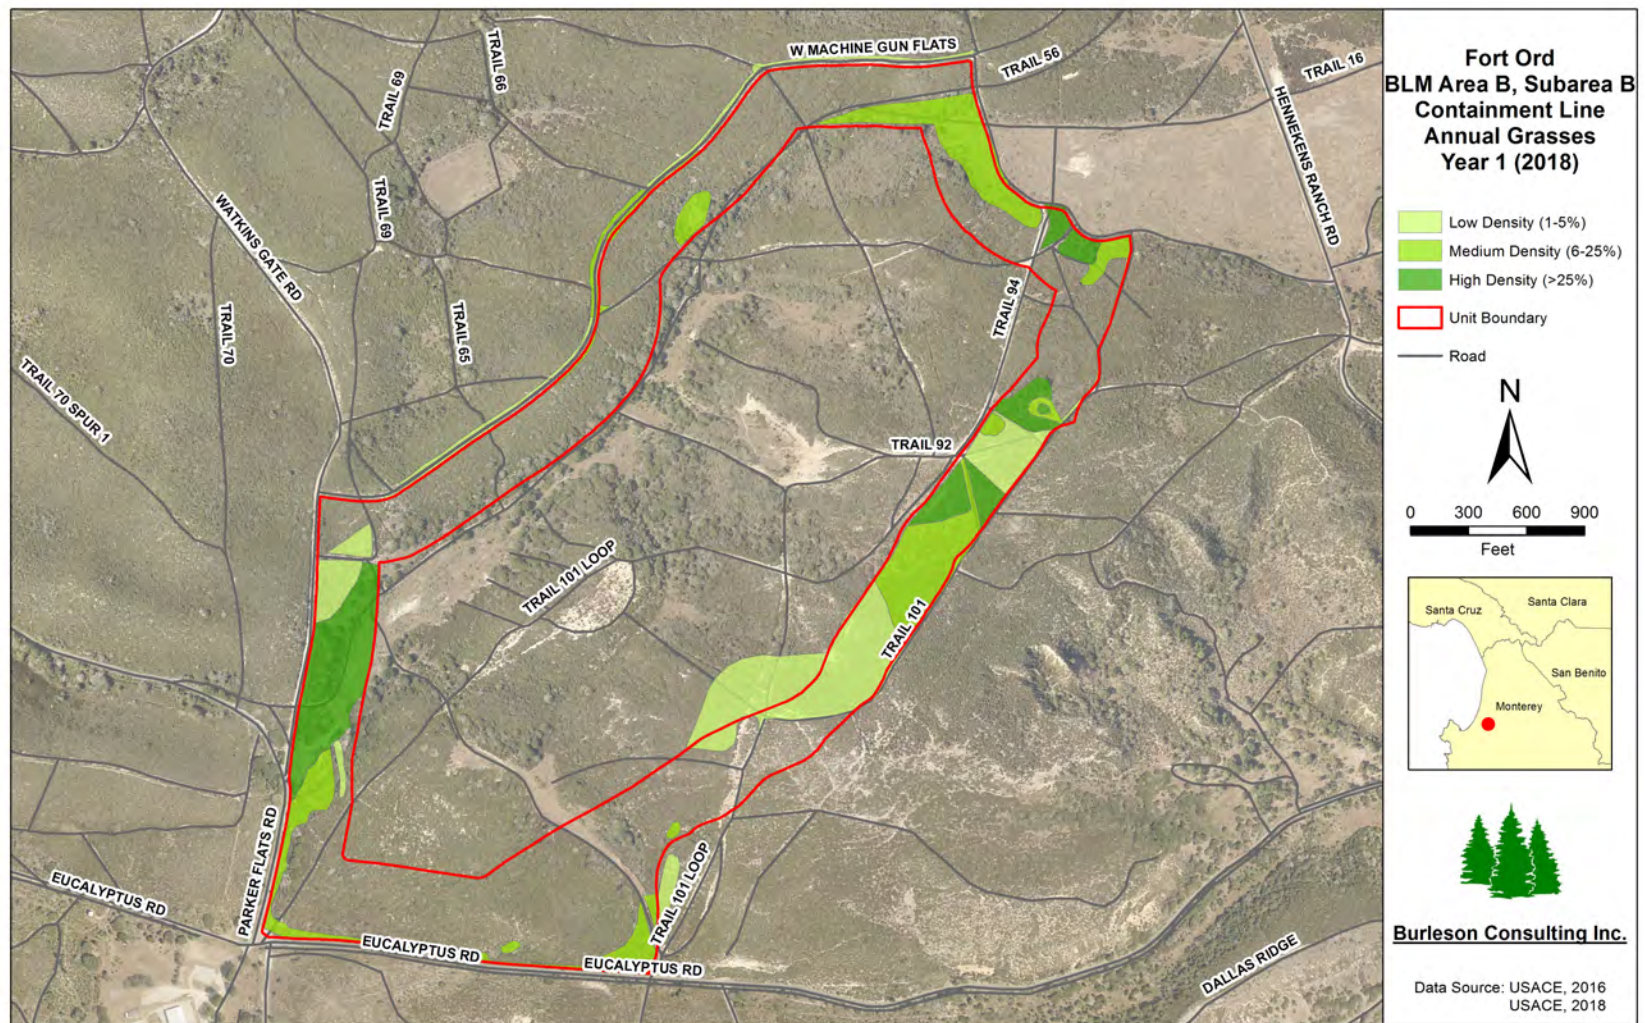 Fort Ord
BLM Area B, Subarea B
Containment Line
Annual Grasses
Year 1 (2018)
Low Density (1-5%)
Medium Density (6-25%)
High Density (>25%)
Unit Boundary
Road
N
0 300 600 900
Feet
Santa Cruz
Santa Clara
San Benito
Monterey
Burleson Consulting Inc.
Data Source: USACE, 2016
USACE, 2018
W MACHINE GUN FLATS
TRAIL 56
TRAIL 16
TRAIL 66
TRAIL 69
HENNEKENS RANCH RD
TRAIL 69
WATKINS GATE RD
TRAIL 70
TRAIL 65
TRAIL 94
TRAIL 70 SPUR 1
TRAIL 92
TRAIL 101 LOOP
TRAIL 101
PARKER FLATS RD
TRAIL 101 LOOP
EUCALYPTUS RD
EUCALYPTUS RD
EUCALYPTUS RD
DALLAS RIDGE